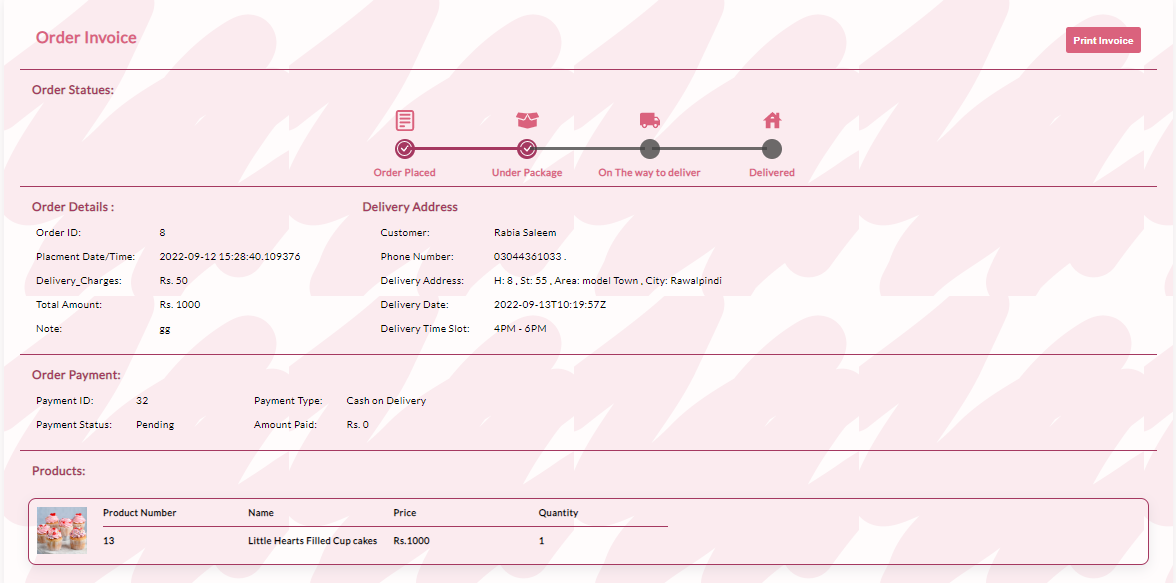 Order Invoice
Print Invoice
Order Statues:
Order Placed Under Package On The way to deliver Delivered
Order Details : Delivery Address
Order ID: 8 Customer: Rabia Saleem
Placment Date/Time: 2022-09-12 15:28:40.109376 Phone Number: 03044361033 .
Delivery_Charges: Rs. 50 Delivery Address: H: 8 , St: 55 , Area: model Town , City: Rawalpindi
Total Amount: Rs. 1000 Delivery Date: 2022-09-13T10:19:57Z
Note: gg Delivery Time Slot: 4PM - 6PM
Order Payment:
Payment ID: 32 Payment Type: Cash on Delivery
Payment Status: Pending Amount Paid: Rs. 0
Products:
Product Number Name Price Quantity
13 Little Hearts Filled Cup cakes Rs.1000 1